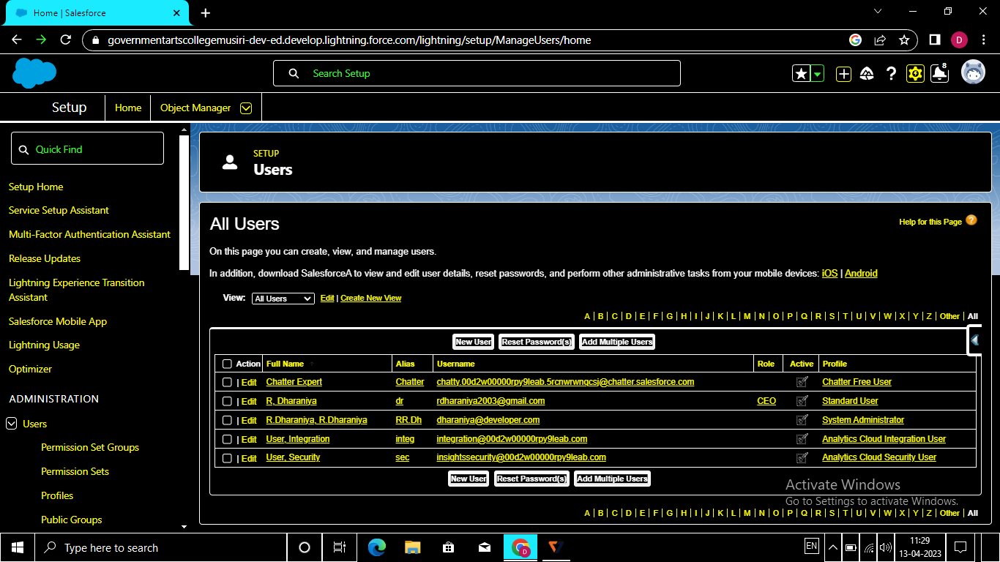 Home | Salesforce
governmentartscollegemusiri-dev-ed.develop.lightning.force.com/lightning/setup/ManageUsers/home
D
Search Setup
8
Setup
Home
Object Manager
Quick Find
Setup Home
Service Setup Assistant
Multi-Factor Authentication Assistant
Release Updates
Lightning Experience Transition
Assistant
Salesforce Mobile App
Lightning Usage
Optimizer
ADMINISTRATION
Users
Permission Set Groups
Permission Sets
Profiles
Public Groups
SETUP
Users
All Users
Help for this Page ?
On this page you can create, view, and manage users.
In addition, download SalesforceA to view and edit user details, reset passwords, and perform other administrative tasks from your mobile devices: iOS | Android
View: All Users Edit | Create New View
A | B | C | D | E | F | G | H | I | J | K | L | M | N | O | P | Q | R | S | T | U | V | W | X | Y | Z | Other | All
New User Reset Password(s) Add Multiple Users
Action Full Name ↑ Alias Username Role Active Profile
| Edit Chatter Expert Chatter chatty.00d2w00000rpy9leab.5rcnwrwnqcsj@chatter.salesforce.com Chatter Free User
| Edit R, Dharaniya dr rdharaniya2003@gmail.com CEO Standard User
| Edit R.Dharaniya, R.Dharaniya RR.Dh dharaniya@developer.com System Administrator
| Edit User, Integration integ integration@00d2w00000rpy9leab.com Analytics Cloud Integration User
| Edit User, Security sec insightssecurity@00d2w00000rpy9leab.com Analytics Cloud Security User
New User Reset Password(s) Add Multiple Users
Activate Windows
Go to Settings to activate Windows.
A | B | C | D | E | F | G | H | I | J | K | L | M | N | O | P | Q | R | S | T | U | V | W | X | Y | Z | Other | All
Type here to search
D
EN
11:29
13-04-2023